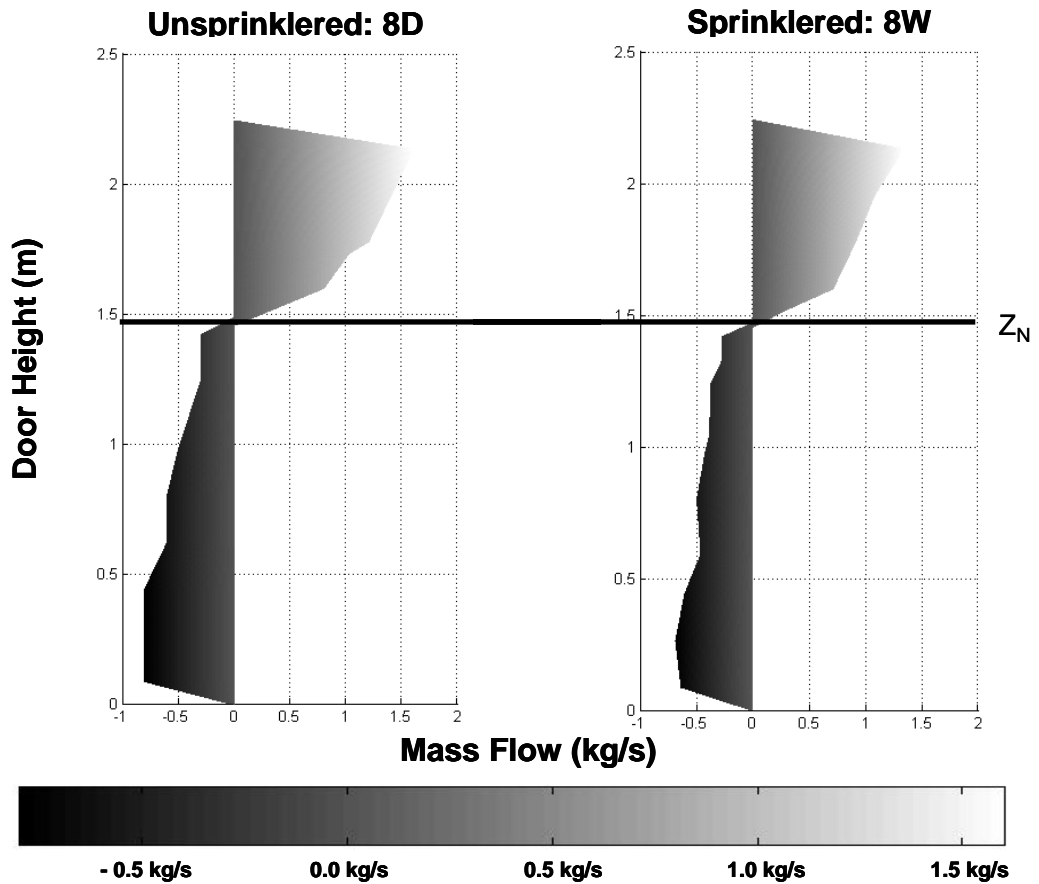 Unsprinklered: 8D
Sprinklered: 8W
2.5
2
1.5
1
0.5
0
-1 -0.5 0 0.5 1 1.5 2
2.5
2
1.5
1
0.5
0
-1 -0.5 0 0.5 1 1.5 2
Z_N
Door Height (m)
Mass Flow (kg/s)
- 0.5 kg/s 0.0 kg/s 0.5 kg/s 1.0 kg/s 1.5 kg/s